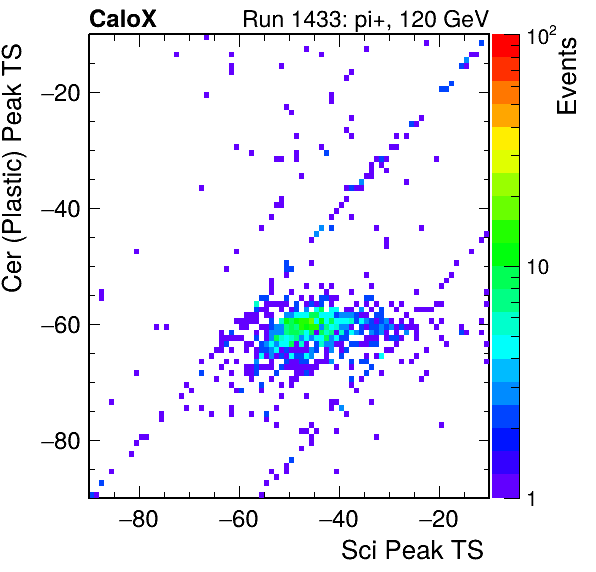 CaloX Run 1433: pi+, 120 GeV
Cer (Plastic) Peak TS
−20
−40
−60
−80
−80 −60 −40 −20
Sci Peak TS
10²
10
1
Events